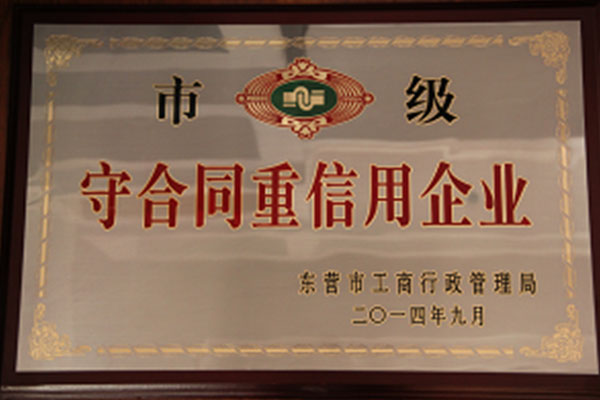 市 级
守合同重信用企业
东营市工商行政管理局
二〇一四年九月